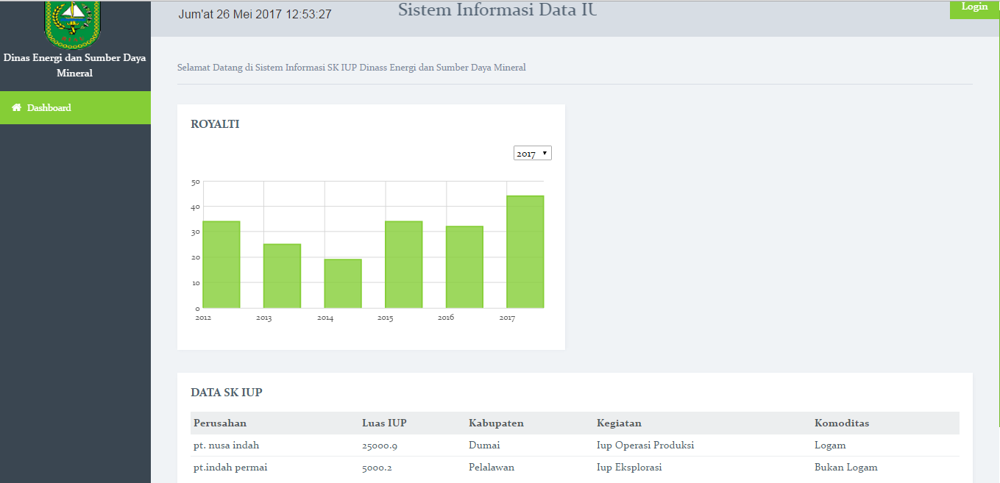 Jum'at 26 Mei 2017 12:53:27
Sistem Informasi Data IU
Login
Dinas Energi dan Sumber Daya
Mineral
Dashboard
Selamat Datang di Sistem Informasi SK IUP Dinass Energi dan Sumber Daya Mineral
ROYALTI
2017
50
40
30
20
10
0
2012 2013 2014 2015 2016 2017
DATA SK IUP
Perusahan Luas IUP Kabupaten Kegiatan Komoditas
pt. nusa indah 25000.9 Dumai Iup Operasi Produksi Logam
pt.indah permai 5000.2 Pelalawan Iup Eksplorasi Bukan Logam